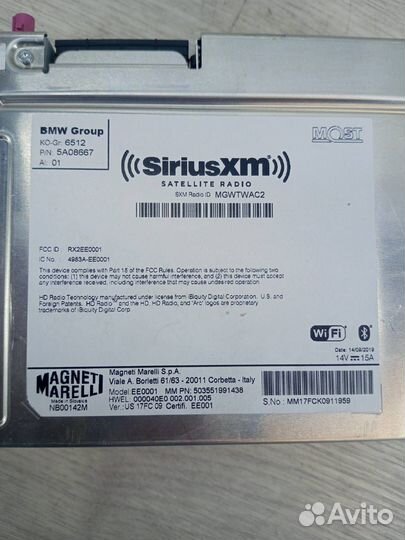 BMW Group
KO-Gr: 6512
P/N: 5A08667
AI: 01
MOST
((SiriusXM))
SATELLITE RADIO
SXM Radio ID MGWTWAC2
FCC ID : RX2EE0001
IC No. : 4983A-EE0001
This device complies with Part 15 of the FCC Rules. Operation is subject to the following two
conditions: (1) this device may not cause harmful interference, and (2) this device must accept
any interference received, including interference that may cause undesired operation
HD Radio Technology manufactured under license from iBiquity Digital Corporation. U.S. and
Foreign Patents. HD Radio™ and the HD, HD Radio, and 'Arc' logos are proprietary
trademarks of iBiquity Digital Corp.
Wi Fi
Date: 14/09/2019
14V 15A
MAGNETI
MARELLI
Made in Slovakia
NB00142M
Magneti Marelli S.p.A.
Viale A. Borletti 61/63 - 20011 Corbetta - Italy
Model: EE0001 MM PN: 503551991438
HWEL: 000040E0 002.001.005
Ver.: US 17FC 09 Certifi. EE001
S.No.: MM17FCK0911959
Avito